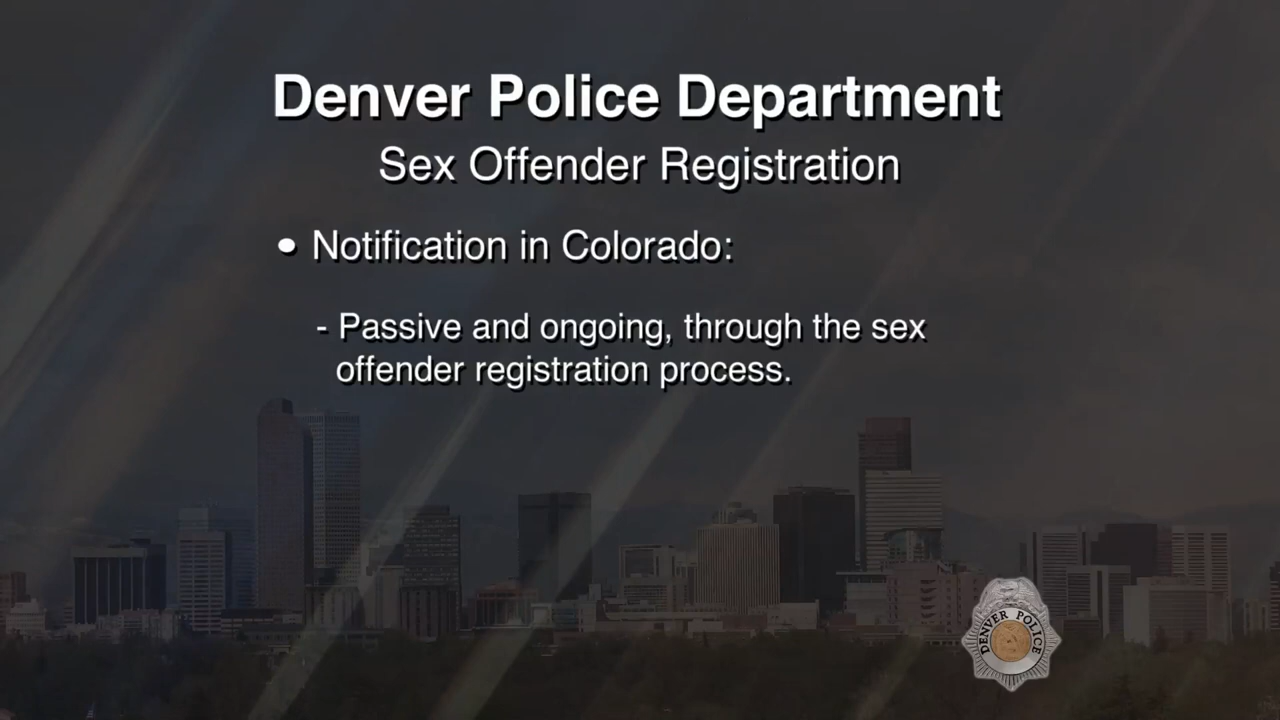 Denver Police Department
Sex Offender Registration
• Notification in Colorado:
- Passive and ongoing, through the sex
offender registration process.
DENVER POLICE